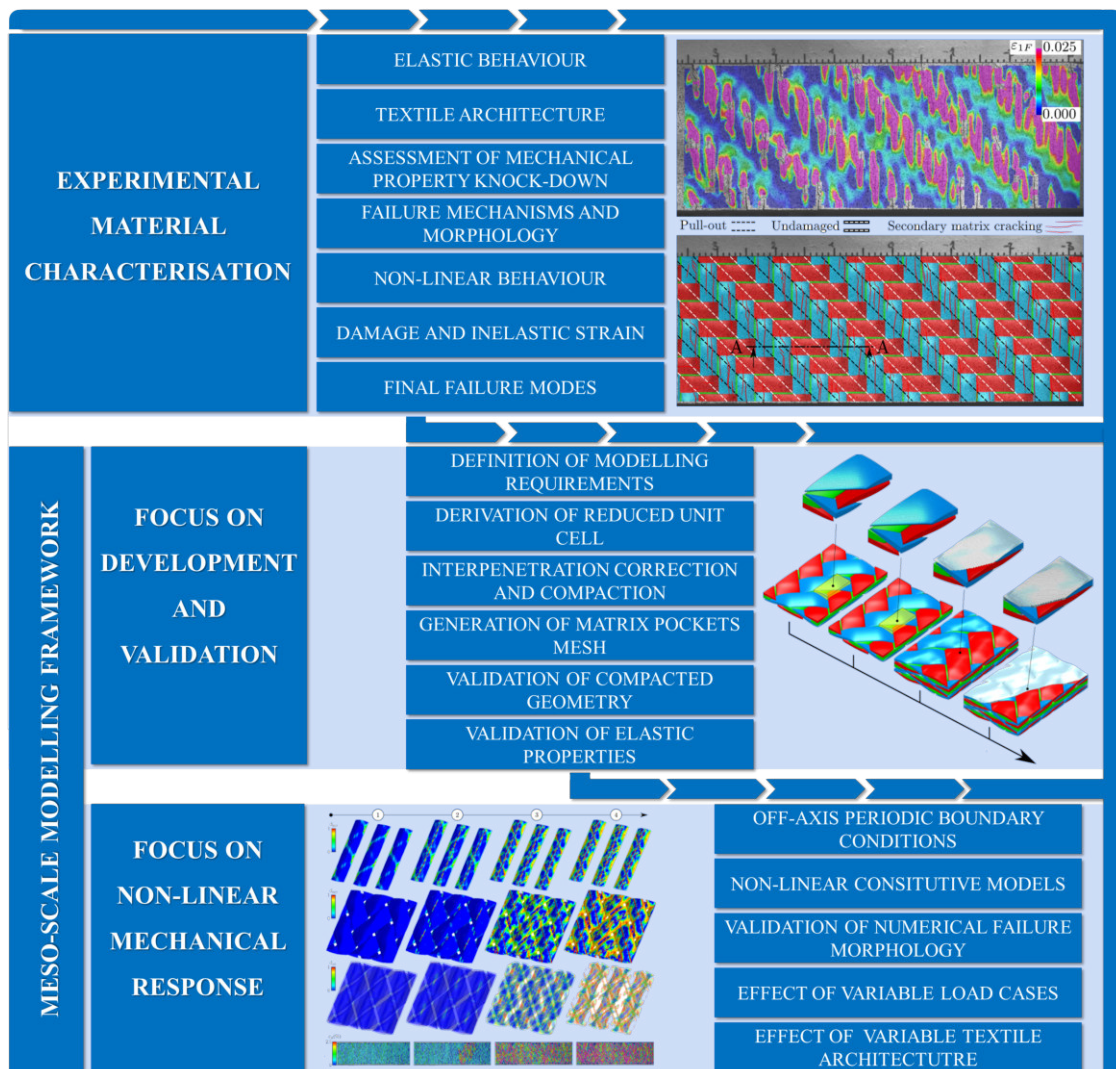 EXPERIMENTAL
MATERIAL
CHARACTERISATION
ELASTIC BEHAVIOUR
TEXTILE ARCHITECTURE
ASSESSMENT OF MECHANICAL
PROPERTY KNOCK-DOWN
FAILURE MECHANISMS AND
MORPHOLOGY
NON-LINEAR BEHAVIOUR
DAMAGE AND INELASTIC STRAIN
FINAL FAILURE MODES
ε1F 0.025
0.000
Pull-out Undamaged Secondary matrix cracking
A A
MESO-SCALE MODELLING FRAMEWORK
FOCUS ON
DEVELOPMENT
AND
VALIDATION
DEFINITION OF MODELLING
REQUIREMENTS
DERIVATION OF REDUCED UNIT
CELL
INTERPENETRATION CORRECTION
AND COMPACTION
GENERATION OF MATRIX POCKETS
MESH
VALIDATION OF COMPACTED
GEOMETRY
VALIDATION OF ELASTIC
PROPERTIES
FOCUS ON
NON-LINEAR
MECHANICAL
RESPONSE
1 2 3 4
OFF-AXIS PERIODIC BOUNDARY
CONDITIONS
NON-LINEAR CONSITUTIVE MODELS
VALIDATION OF NUMERICAL FAILURE
MORPHOLOGY
EFFECT OF VARIABLE LOAD CASES
EFFECT OF VARIABLE TEXTILE
ARCHITECTUTRE